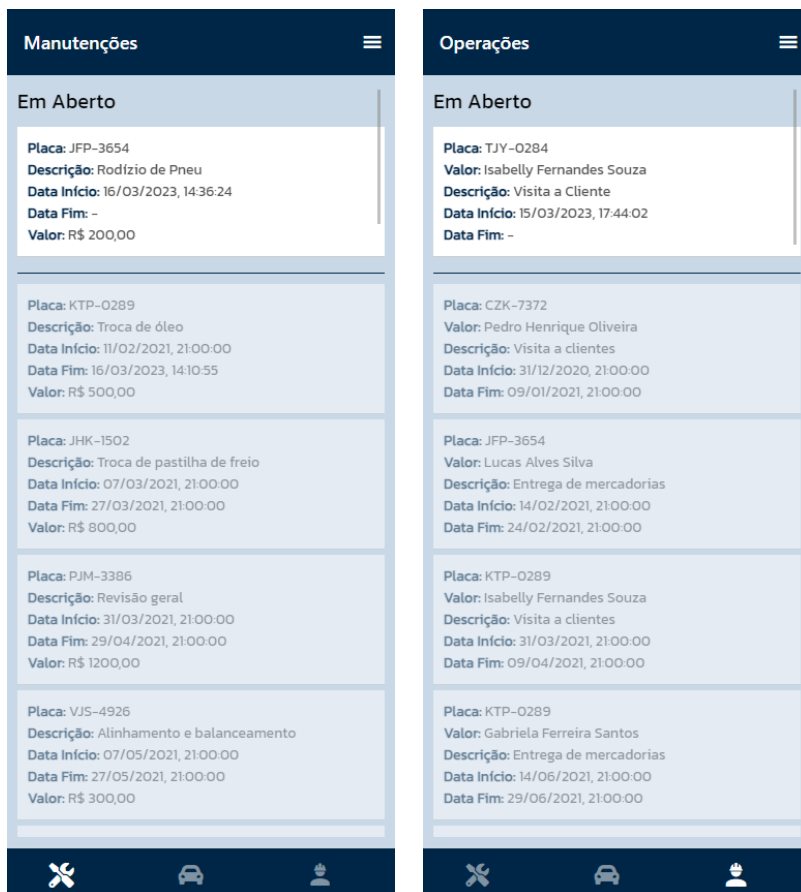 Manutenções
Em Aberto
Placa: JFP-3654
Descrição: Rodízio de Pneu
Data Início: 16/03/2023, 14:36:24
Data Fim: -
Valor: R$ 200,00
Placa: KTP-0289
Descrição: Troca de óleo
Data Início: 11/02/2021, 21:00:00
Data Fim: 16/03/2023, 14:10:55
Valor: R$ 500,00
Placa: JHK-1502
Descrição: Troca de pastilha de freio
Data Início: 07/03/2021, 21:00:00
Data Fim: 27/03/2021, 21:00:00
Valor: R$ 800,00
Placa: PJM-3386
Descrição: Revisão geral
Data Início: 31/03/2021, 21:00:00
Data Fim: 29/04/2021, 21:00:00
Valor: R$ 1200,00
Placa: VJS-4926
Descrição: Alinhamento e balanceamento
Data Início: 07/05/2021, 21:00:00
Data Fim: 27/05/2021, 21:00:00
Valor: R$ 300,00
Operações
Em Aberto
Placa: TJY-0284
Valor: Isabelly Fernandes Souza
Descrição: Visita a Cliente
Data Início: 15/03/2023, 17:44:02
Data Fim: -
Placa: CZK-7372
Valor: Pedro Henrique Oliveira
Descrição: Visita a clientes
Data Início: 31/12/2020, 21:00:00
Data Fim: 09/01/2021, 21:00:00
Placa: JFP-3654
Valor: Lucas Alves Silva
Descrição: Entrega de mercadorias
Data Início: 14/02/2021, 21:00:00
Data Fim: 24/02/2021, 21:00:00
Placa: KTP-0289
Valor: Isabelly Fernandes Souza
Descrição: Visita a clientes
Data Início: 31/03/2021, 21:00:00
Data Fim: 09/04/2021, 21:00:00
Placa: KTP-0289
Valor: Gabriela Ferreira Santos
Descrição: Entrega de mercadorias
Data Início: 14/06/2021, 21:00:00
Data Fim: 29/06/2021, 21:00:00